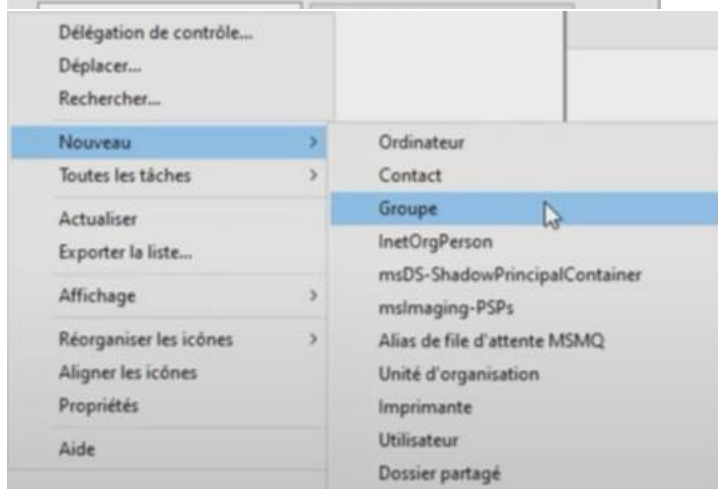 Délégation de contrôle...
Déplacer...
Rechercher...
Nouveau >
Toutes les tâches >
Actualiser
Exporter la liste...
Affichage >
Réorganiser les icônes >
Aligner les icônes
Propriétés
Aide
Ordinateur
Contact
Groupe
InetOrgPerson
msDS-ShadowPrincipalContainer
msImaging-PSPs
Alias de file d'attente MSMQ
Unité d'organisation
Imprimante
Utilisateur
Dossier partagé